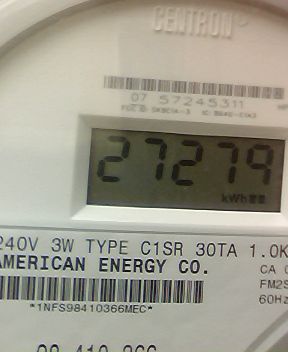 CENTRON®
07 57245311
27279
kWh
240V 3W TYPE C1SR 30TA 1.0K
AMERICAN ENERGY CO.
CA
FM2S
60Hz
*1NFS98410366MEC*